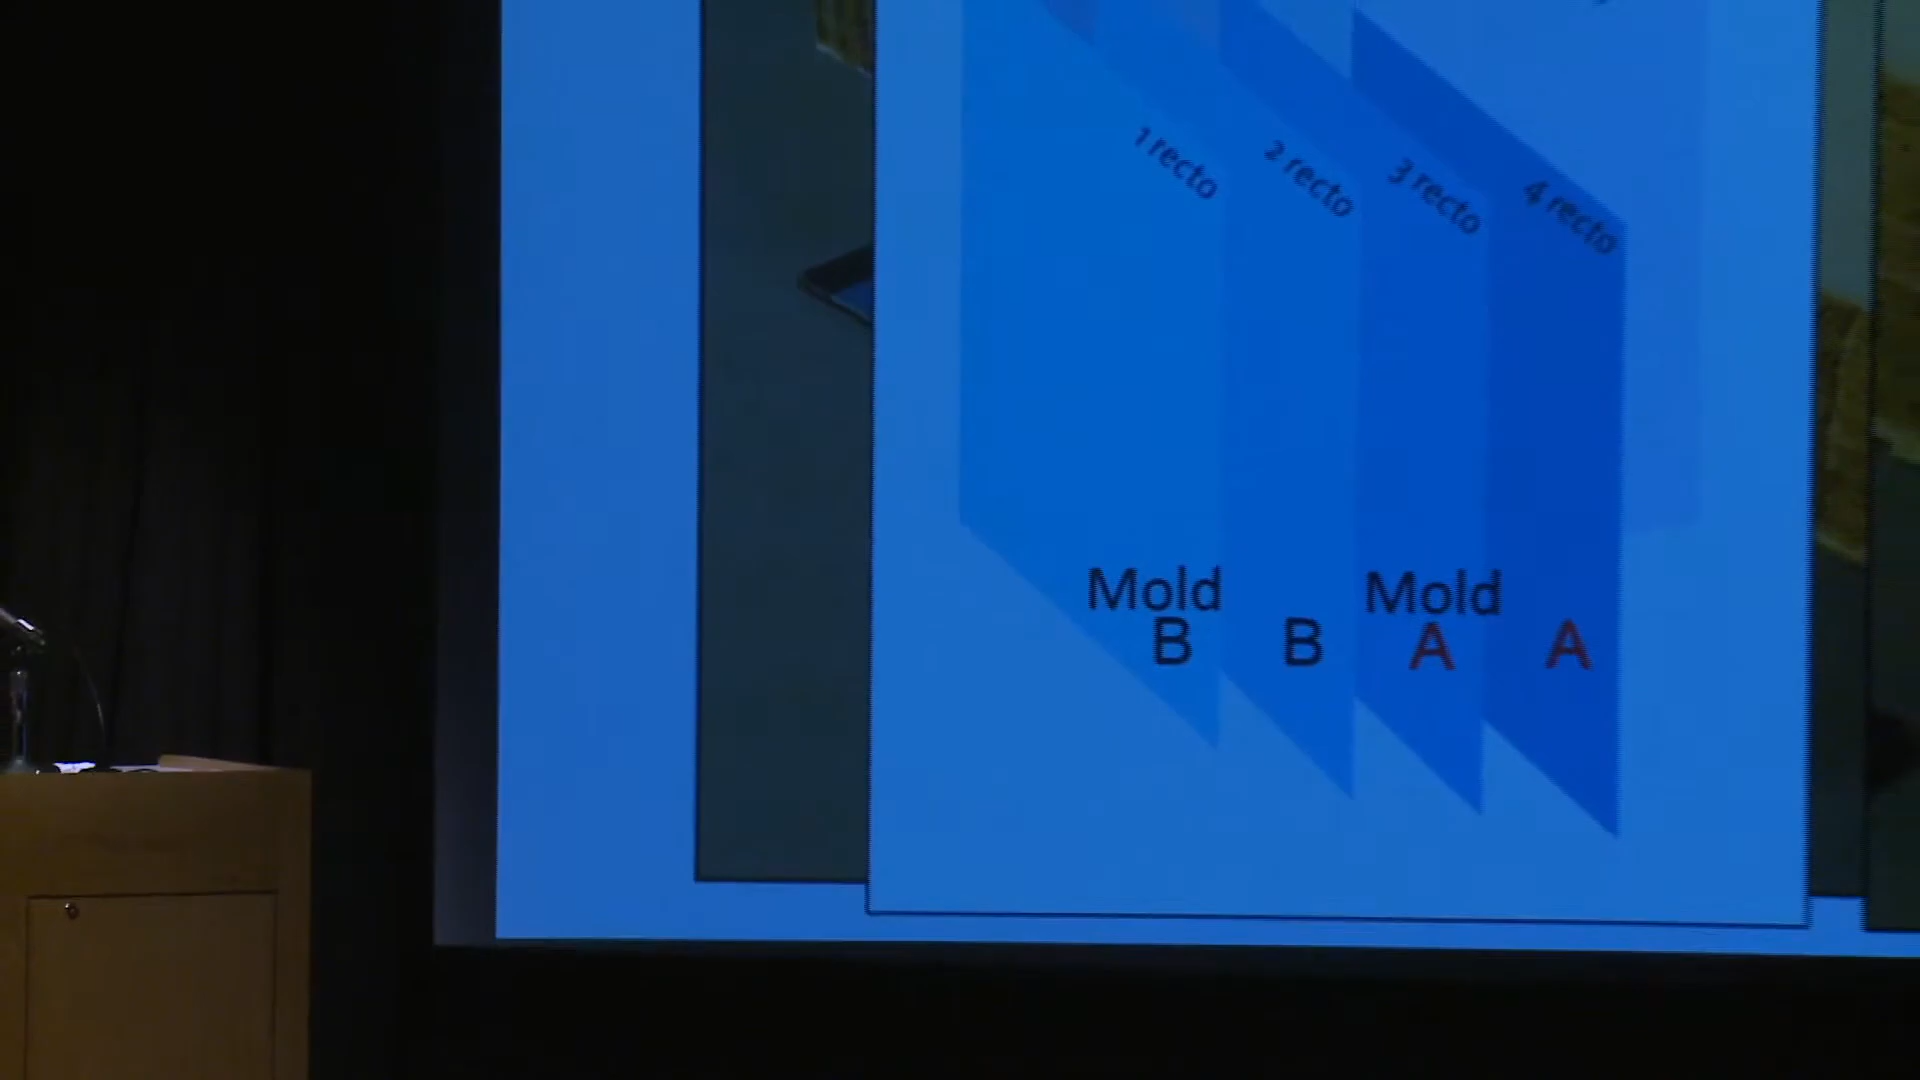 1 recto
2 recto
3 recto
4 recto
Mold
B
B
Mold
A
A